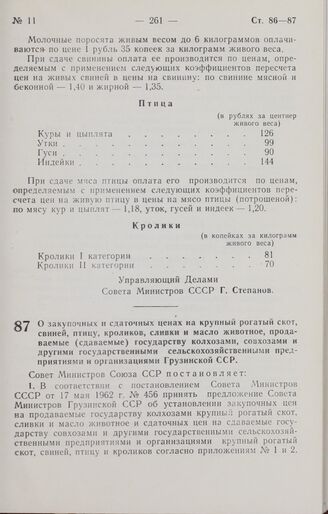 № 11 — 261 — Ст. 86—87
Молочные поросята живым весом до 6 килограммов оплачи-
ваются по цене 1 рубль 35 копеек за килограмм живого веса.
При сдаче свинины оплата ее производится по ценам, опре-
деляемым с применением следующих коэффициентов пересчета
цен на живых свиней в цены на свинину: по свинине мясной и
беконной — 1,40 и жирной — 1,35.
Птица
(в рублях за центнер
живого веса)
Куры и цыплята . . . . . . . 126
Утки . . . . . . . . . 99
Гуси . . . . . . . . . 90
Индейки . . . . . . . . 144
При сдаче мяса птицы оплата его производится по ценам,
определяемым с применением следующих коэффициентов пере-
счета цен на живую птицу в цены на мясо птицы (потрошеной):
по мясу кур и цыплят — 1,18, уток, гусей и индеек — 1,20.
Кролики
(в копейках за килограмм
живого веса)
Кролики I категории . . . . . . 81
Кролики II категории . . . . . . 70
Управляющий Делами
Совета Министров СССР Г. Степанов.
87 О закупочных и сдаточных ценах на крупный рогатый скот,
свиней, птицу, кроликов, сливки и масло животное, прода-
ваемые (сдаваемые) государству колхозами, совхозами и
другими государственными сельскохозяйственными пред-
приятиями и организациями Грузинской ССР.
Совет Министров Союза ССР постановляет:
1. В соответствии с постановлением Совета Министров
СССР от 17 мая 1962 г. № 456 принять предложение Совета
Министров Грузинской ССР об установлении закупочных цен
на продаваемые государству колхозами крупный рогатый скот,
сливки и масло животное и сдаточных цен на сдаваемые госу-
дарству совхозами и другими государственными сельскохозяй-
ственными предприятиями и организациями крупный рогатый
скот, свиней, птицу и кроликов согласно приложениям № 1 и 2.